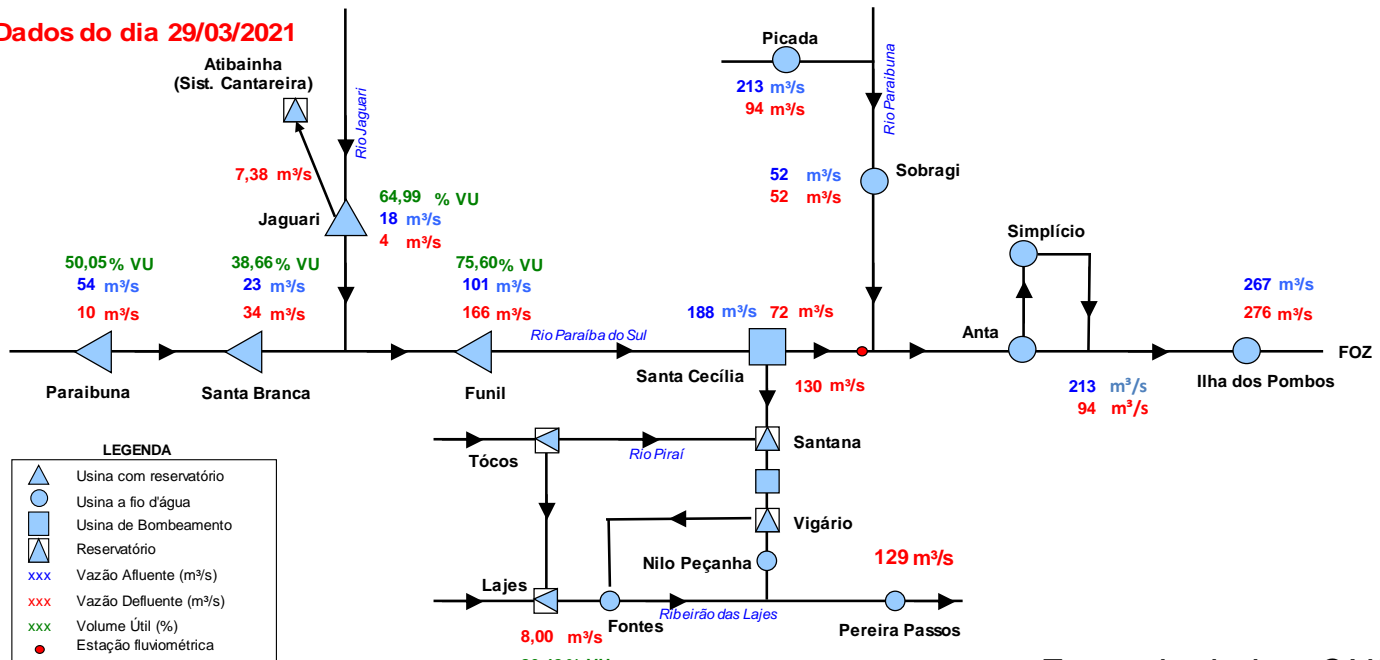 Dados do dia 29/03/2021
Atibainha
(Sist. Cantareira)
Rio Jaguari
7,38 m³/s
Jaguari
64,99 % VU
18 m³/s
4 m³/s
Picada
213 m³/s
94 m³/s
Rio Paraibuna
52 m³/s
52 m³/s
Sobragi
Simplício
50,05% VU
54 m³/s
10 m³/s
Paraibuna
38,66% VU
23 m³/s
34 m³/s
Santa Branca
75,60% VU
101 m³/s
166 m³/s
Funil
Rio Paraíba do Sul
188 m³/s 72 m³/s
Santa Cecília
130 m³/s
Anta
213 m³/s
94 m³/s
267 m³/s
276 m³/s
Ilha dos Pombos
FOZ
Tócos
Rio Piraí
Santana
Vigário
Nilo Peçanha
129 m³/s
Lajes
8,00 m³/s
Fontes
Ribeirão das Lajes
Pereira Passos
LEGENDA
Usina com reservatório
Usina a fio d'água
Usina de Bombeamento
Reservatório
xxx Vazão Afluente (m³/s)
xxx Vazão Defluente (m³/s)
xxx Volume Útil (%)
Estação fluviométrica